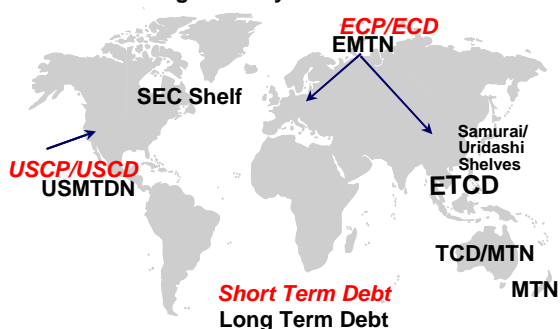 ECP/ECD
EMTN
SEC Shelf
Samurai/
Uridashi
Shelves
USCP/USCD
USMTDN
ETCD
TCD/MTN
MTN
Short Term Debt
Long Term Debt